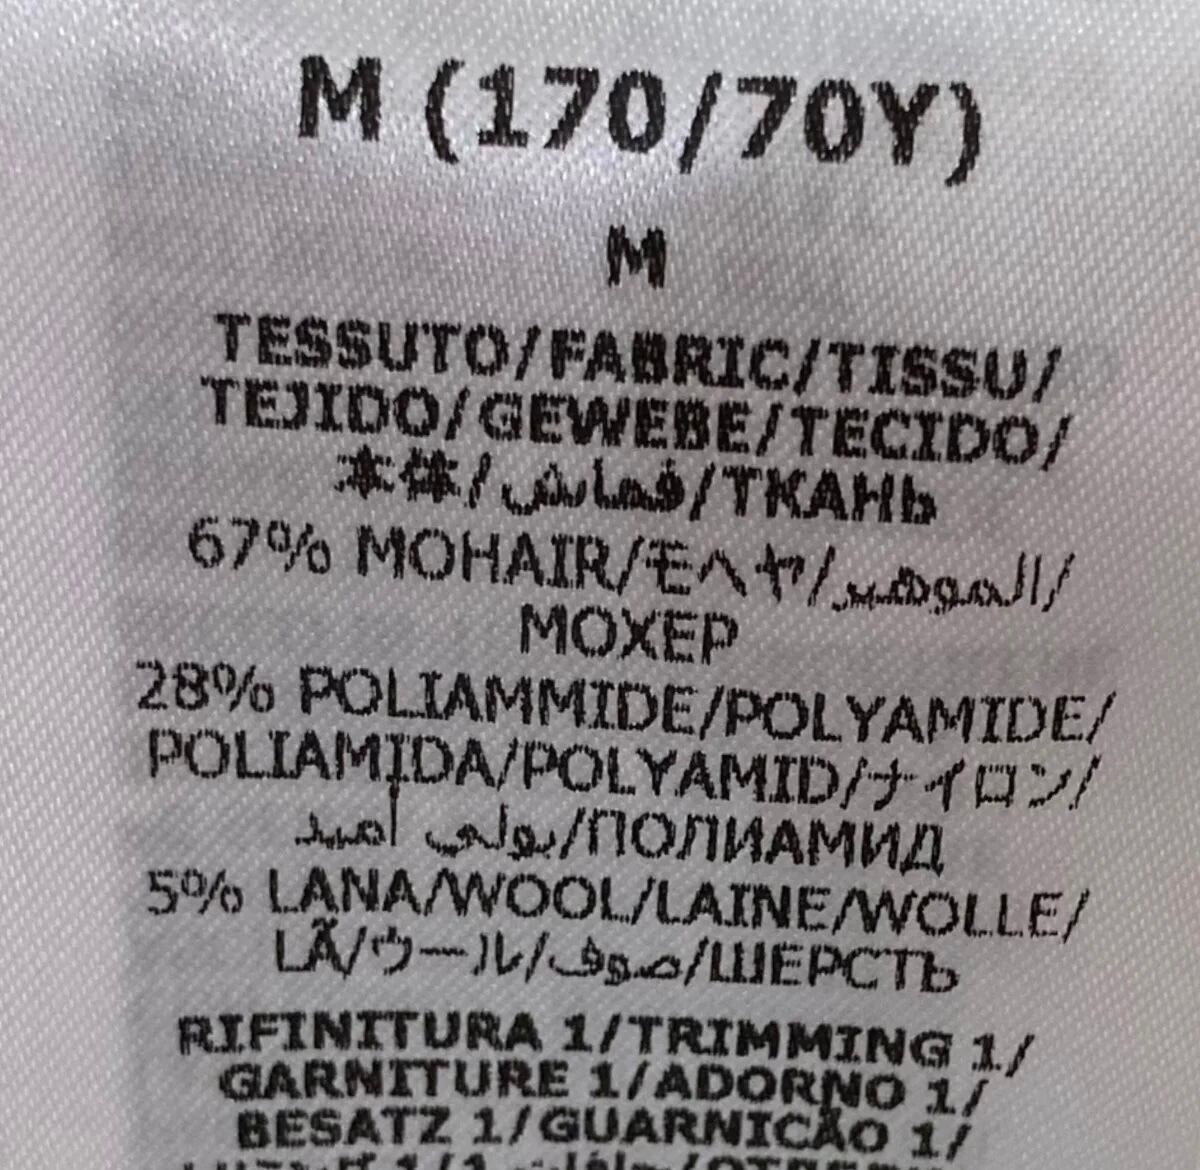 M (170/70Y)
M
TESSUTO/FABRIC/TISSU/
TEJIDO/GEWEBE/TECIDO/
本体/قماش/ТКАНЬ
67% MOHAIR/モヘヤ/الموهير/
МОХЕР
28% POLIAMMIDE/POLYAMIDE/
POLIAMIDA/POLYAMID/ナイロン/
بولي أميد/ПОЛИАМИД
5% LANA/WOOL/LAINE/WOLLE/
LÃ/ウール/صوف/ШЕРСТЬ
RIFINITURA 1/TRIMMING 1/
GARNITURE 1/ADORNO 1/
BESATZ 1/GUARNIÇÃO 1/